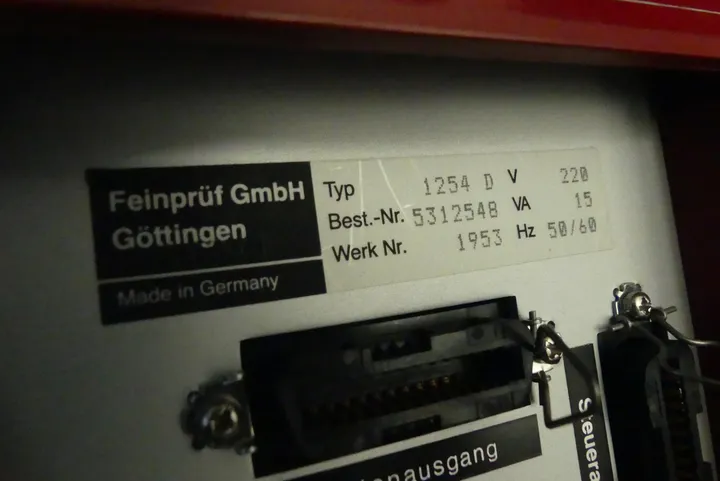 Feinprüf GmbH
Göttingen
Made in Germany
Typ 1254 D V 220
Best.-Nr. 5312548 VA 15
Werk Nr. 1953 Hz 50/60